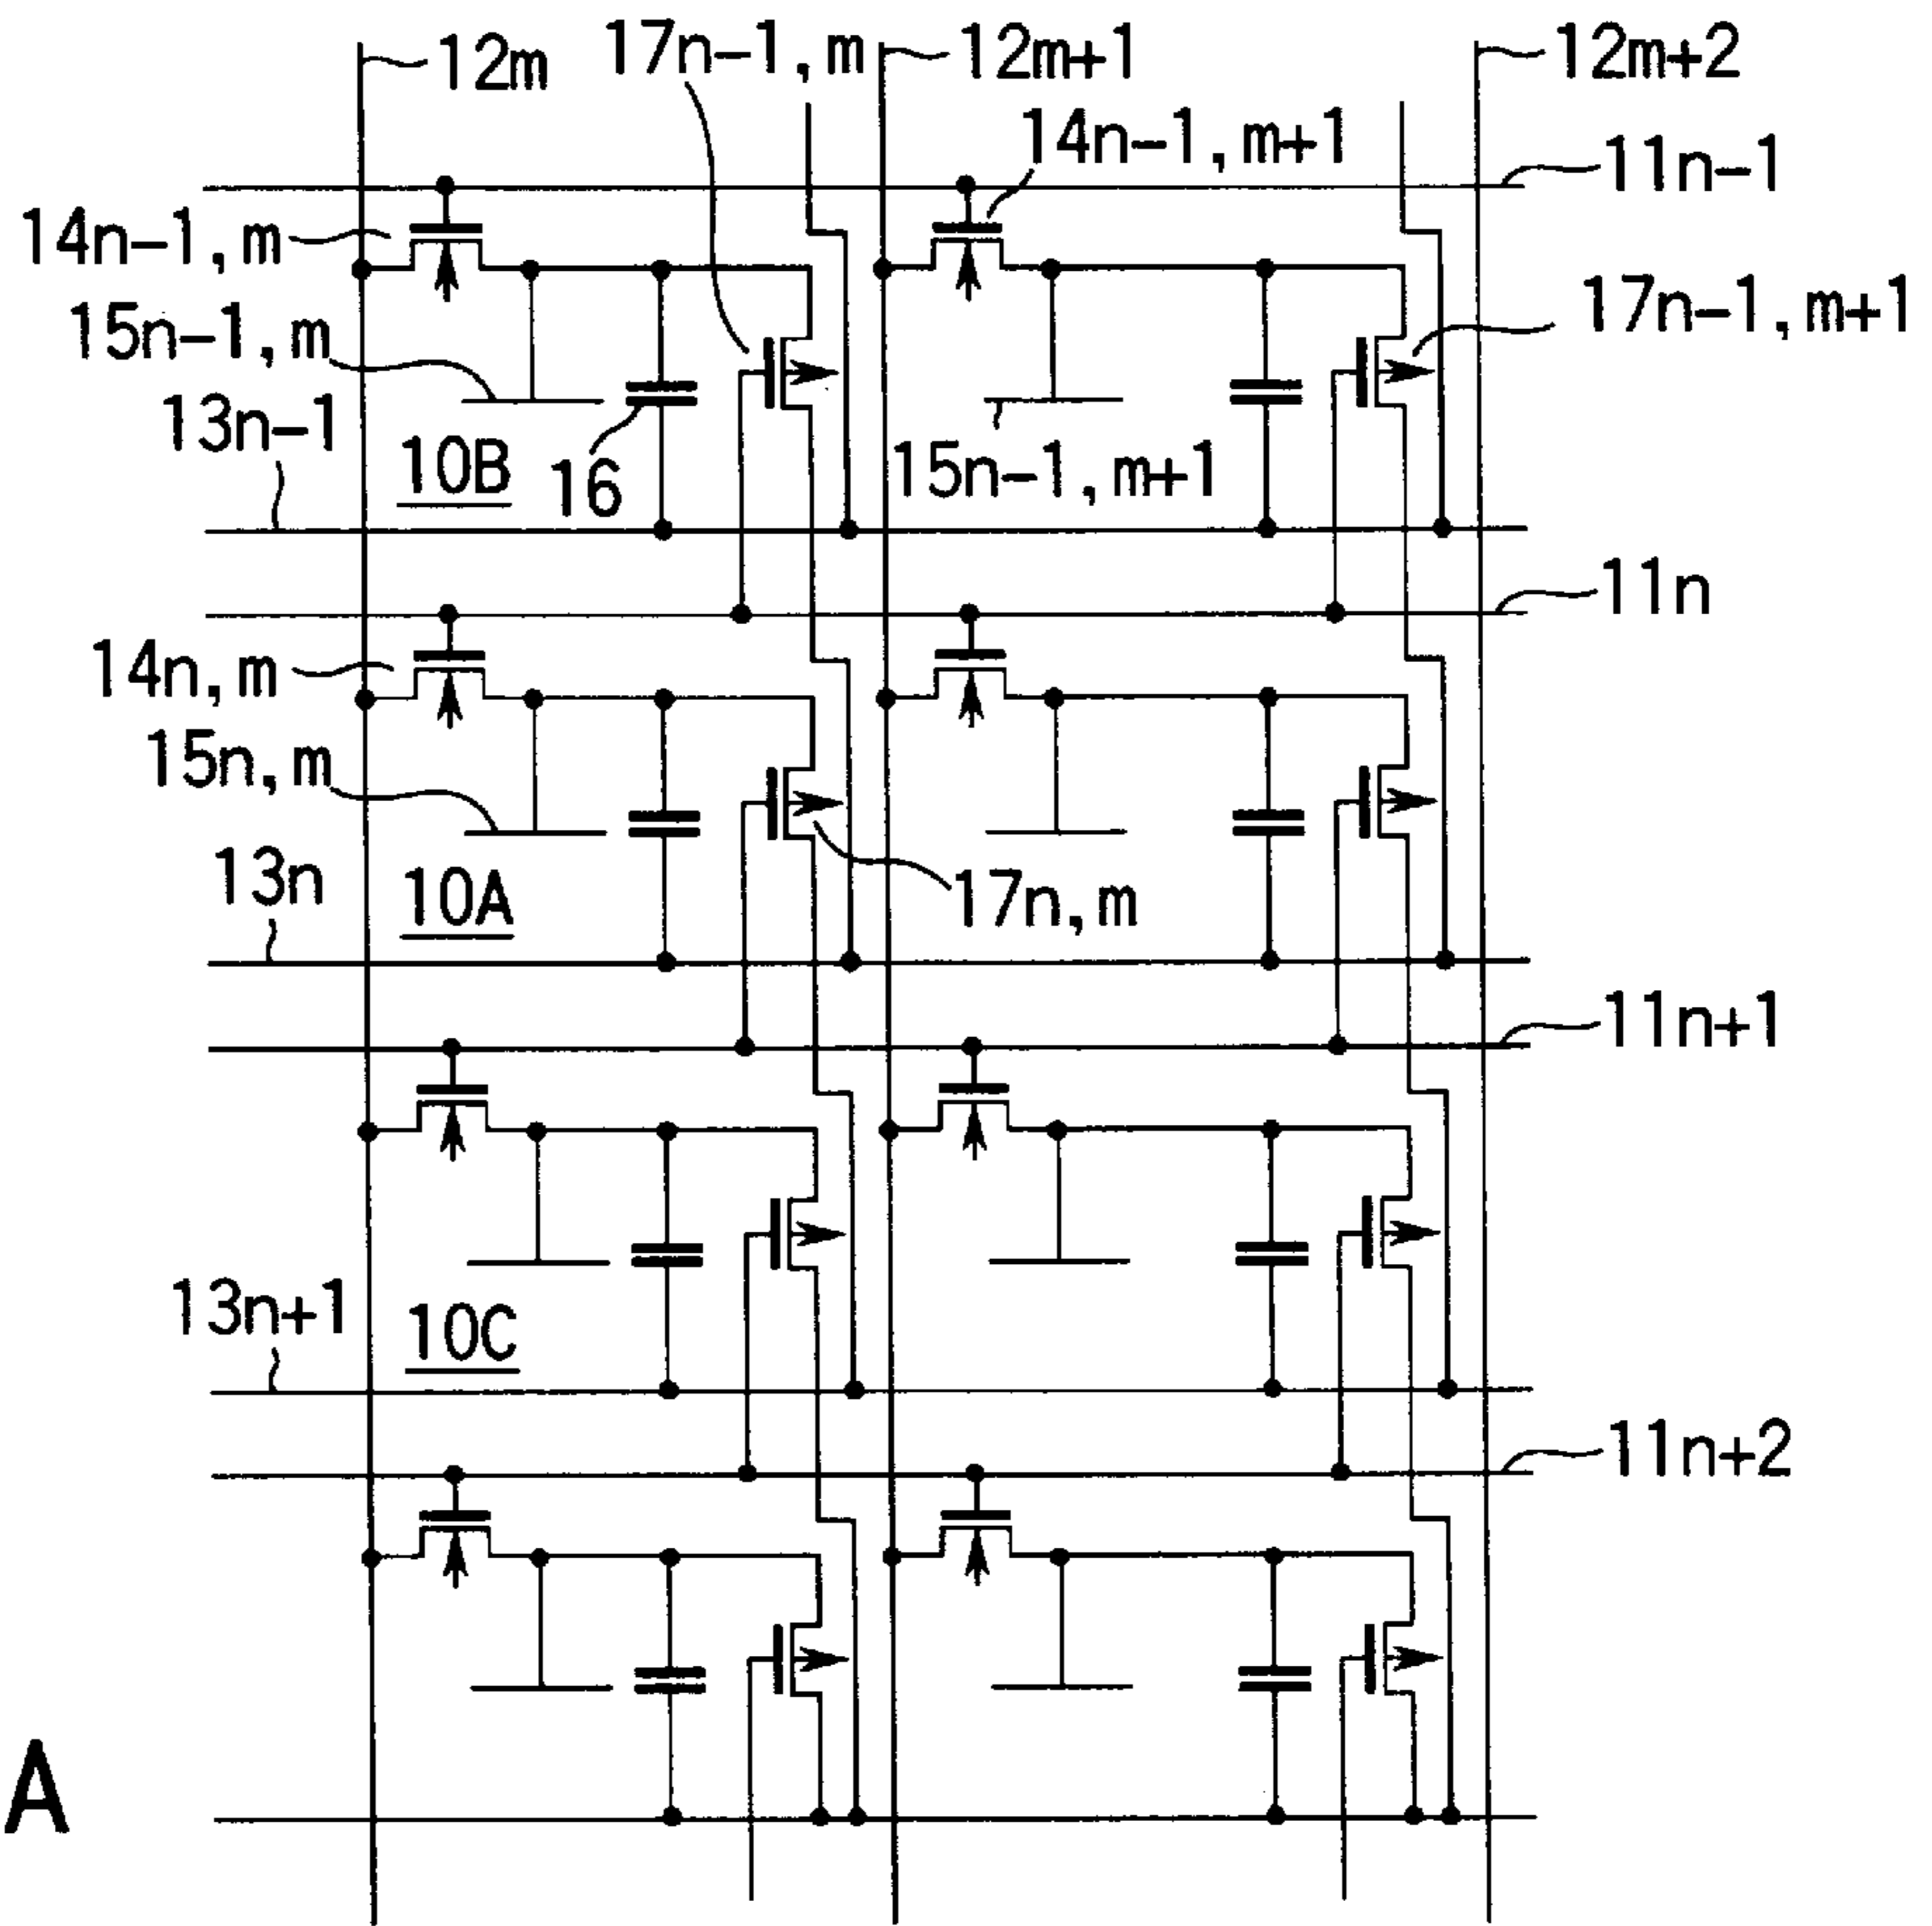 12m
17n-1, m
12m+1
12m+2
14n-1, m+1
11n-1
14n-1, m
15n-1, m
17n-1, m+1
13n-1
10B
16
15n-1, m+1
11n
14n, m
15n, m
13n
10A
17n, m
11n+1
13n+1
10C
11n+2
A